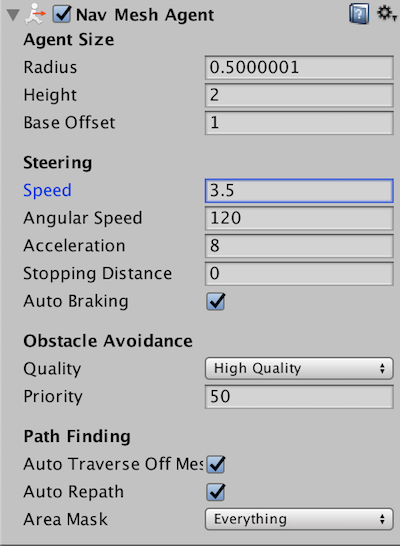 Nav Mesh Agent
Agent Size
Radius 0.5000001
Height 2
Base Offset 1
Steering
Speed 3.5
Angular Speed 120
Acceleration 8
Stopping Distance 0
Auto Braking
Obstacle Avoidance
Quality High Quality
Priority 50
Path Finding
Auto Traverse Off Mes
Auto Repath
Area Mask Everything